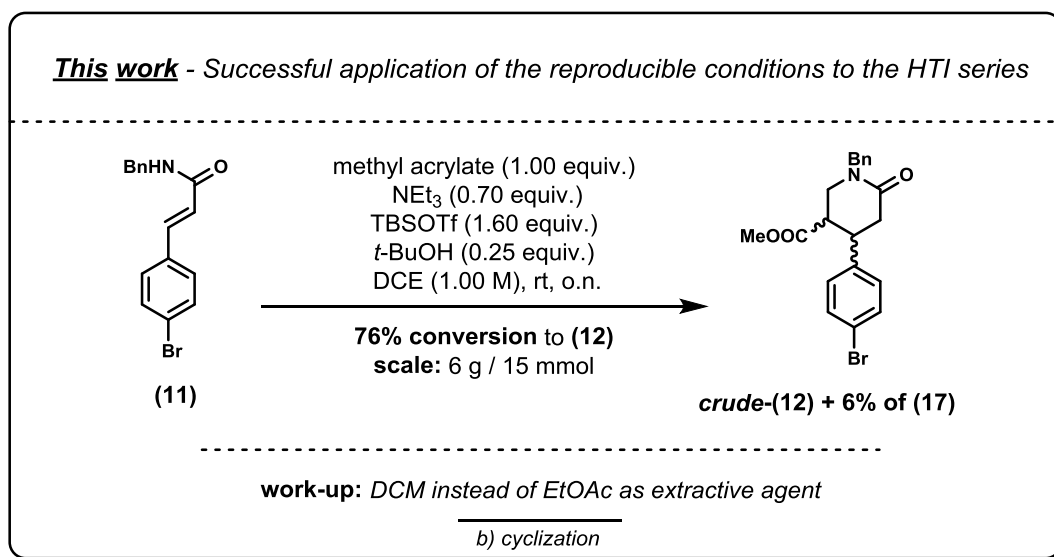 This work - Successful application of the reproducible conditions to the HTI series
BnHN
O
Br
(11)
methyl acrylate (1.00 equiv.)
NEt3 (0.70 equiv.)
TBSOTf (1.60 equiv.)
t-BuOH (0.25 equiv.)
DCE (1.00 M), rt, o.n.
76% conversion to (12)
scale: 6 g / 15 mmol
Bn
N
O
MeOOC
Br
crude-(12) + 6% of (17)
work-up: DCM instead of EtOAc as extractive agent
b) cyclization